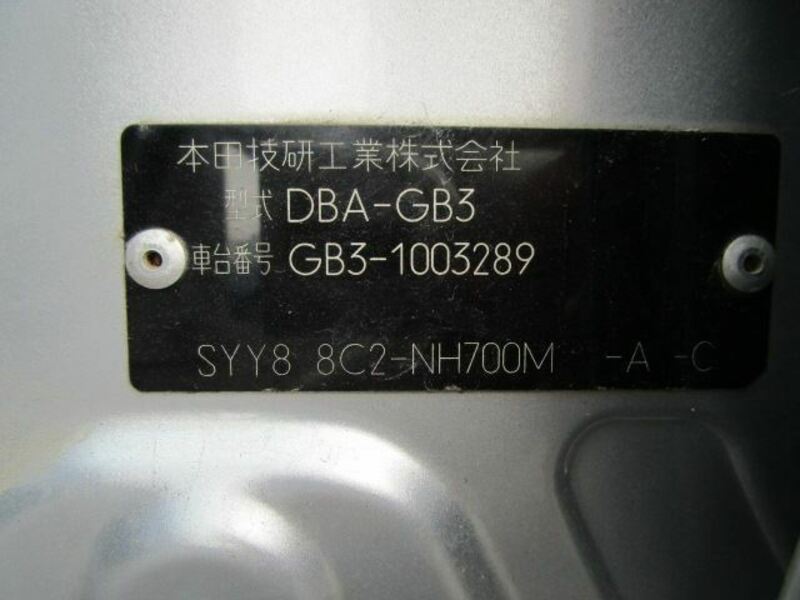 本田技研工業株式会社
型式 DBA-GB3
車台番号 GB3-1003289
SYY8 8C2-NH700M -A -C